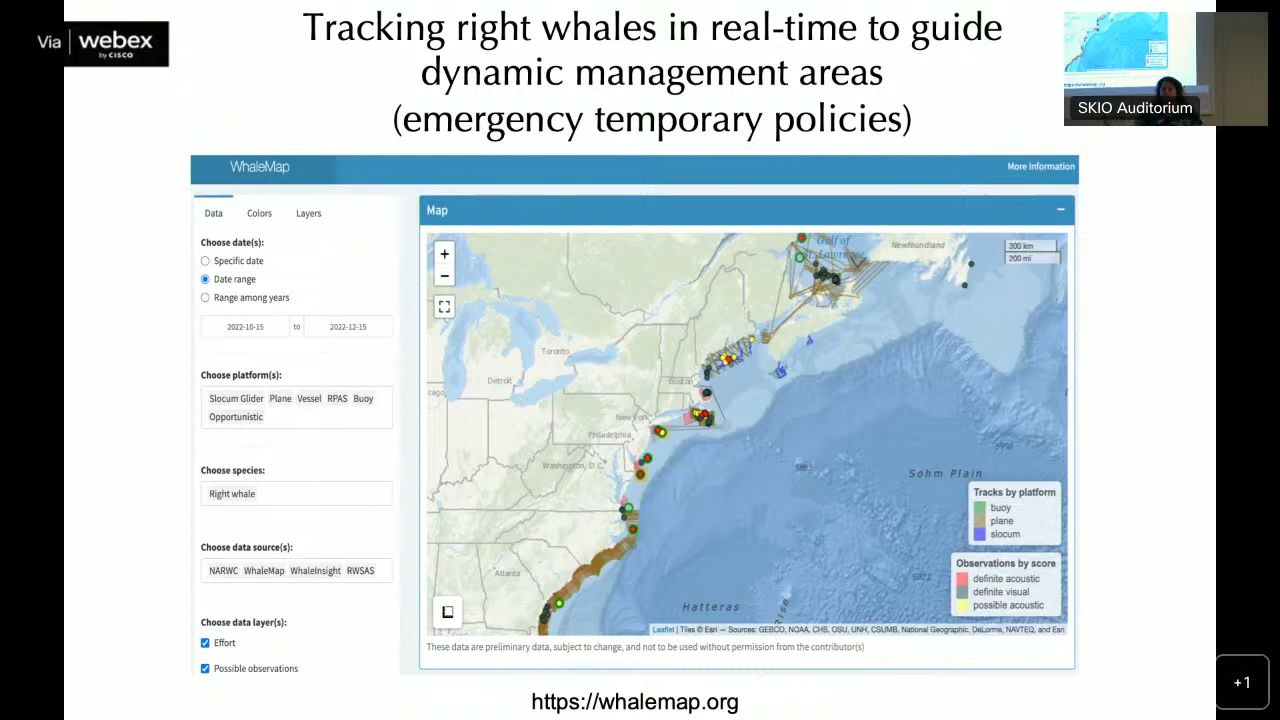 Via webex
by CISCO
Tracking right whales in real-time to guide
dynamic management areas
(emergency temporary policies)
SKIO Auditorium
WhaleMap
More Information
Data Colors Layers
Choose date(s):
Specific date
Date range
Range among years
2022-10-15 to 2022-12-15
Choose platform(s):
Slocum Glider Plane Vessel RPAS Buoy
Opportunistic
Choose species:
Right whale
Choose data source(s):
NARWC WhaleMap WhaleInsight RWSAS
Choose data layer(s):
Effort
Possible observations
Map
−
+
−
Gulf of
St. Lawrence
Newfoundland
300 km
200 mi
Toronto
Detroit
cago
Boston
New York
Philadelphia
Washington, D.C.
Atlanta
Sohm Plain
Hatteras
Tracks by platform
buoy
plane
slocum
Observations by score
definite acoustic
definite visual
possible acoustic
Leaflet | Tiles © Esri — Sources: GEBCO, NOAA, CHS, OSU, UNH, CSUMB, National Geographic, DeLorme, NAVTEQ, and Esri
These data are preliminary data, subject to change, and not to be used without permission from the contributor(s)
https://whalemap.org
+1